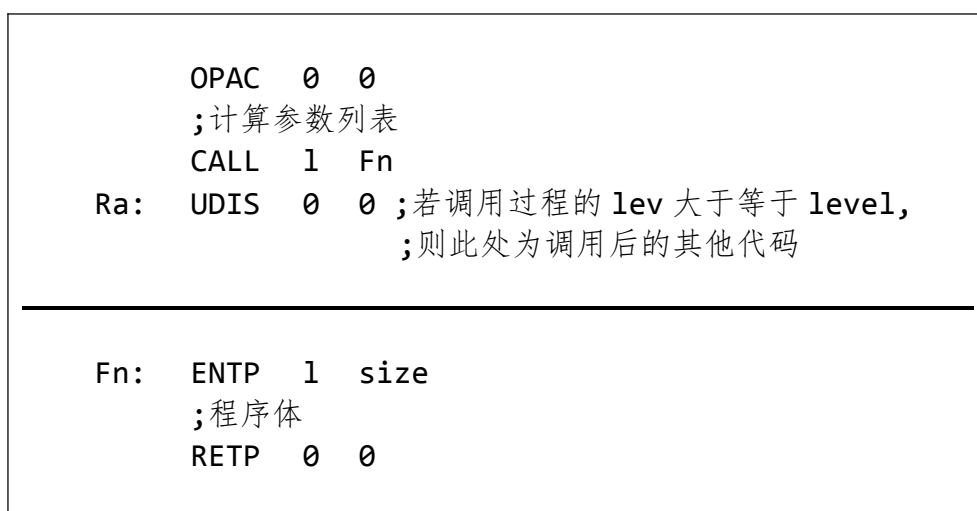 OPAC 0 0
;计算参数列表
CALL l Fn
Ra: UDIS 0 0 ;若调用过程的 lev 大于等于 level,
;则此处为调用后的其他代码
Fn: ENTP l size
;程序体
RETP 0 0